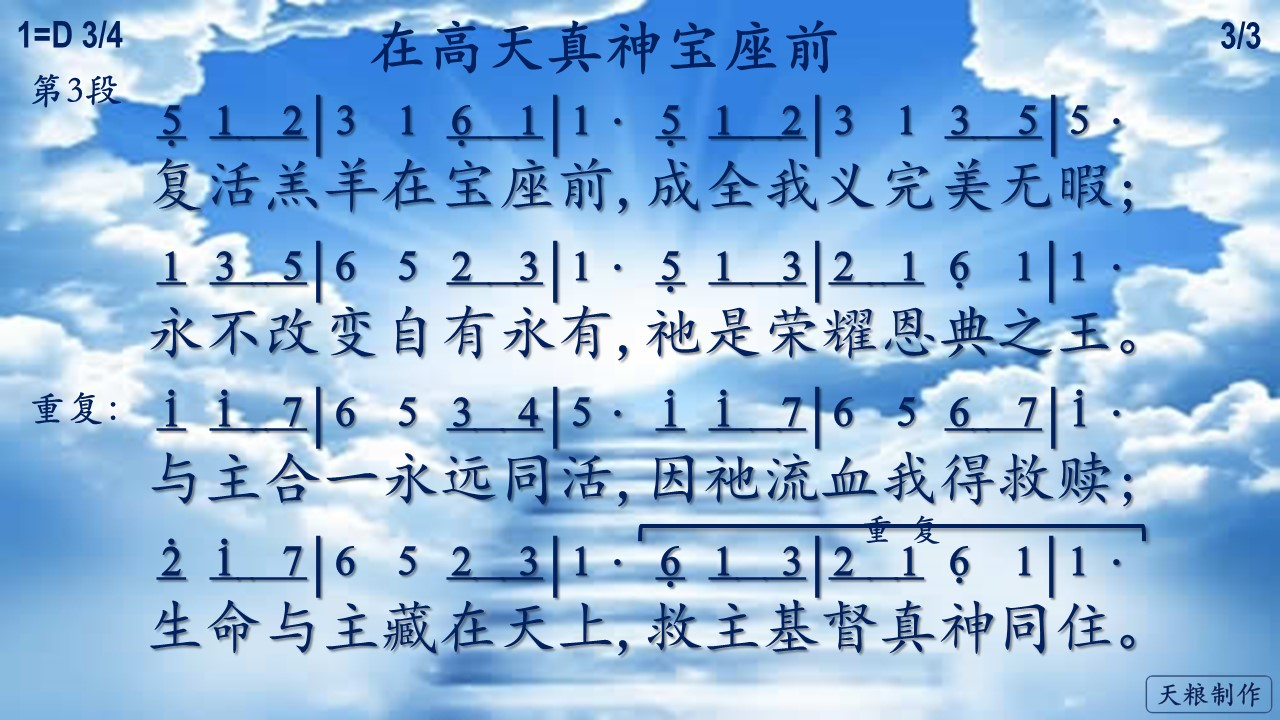 1=D 3/4
在高天真神宝座前
3/3
第3段
5̣ 1 2|3 1 6̣ 1|1 · 5̣ 1 2|3 1 3 5|5 ·
复活羔羊在宝座前,成全我义完美无暇;
1 3 5|6 5 2 3|1 · 5̣ 1 3|2 1 6̣ 1|1 ·
永不改变自有永有,祂是荣耀恩典之王。
重复: 1̇ 1̇ 7|6 5 3 4|5 · 1̇ 1̇ 7|6 5 6 7|1̇ ·
与主合一永远同活,因祂流血我得救赎;
重 复
2̇ 1̇ 7|6 5 2 3|1 · 6̣ 1 3|2 1 6̣ 1|1 ·
生命与主藏在天上,救主基督真神同住。
天粮制作